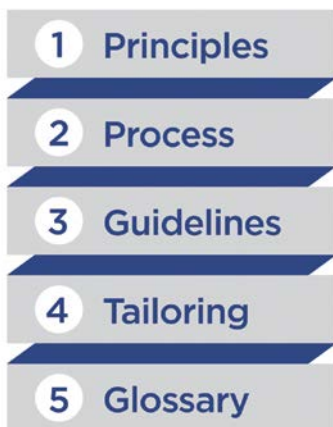 1 Principles
2 Process
3 Guidelines
4 Tailoring
5 Glossary